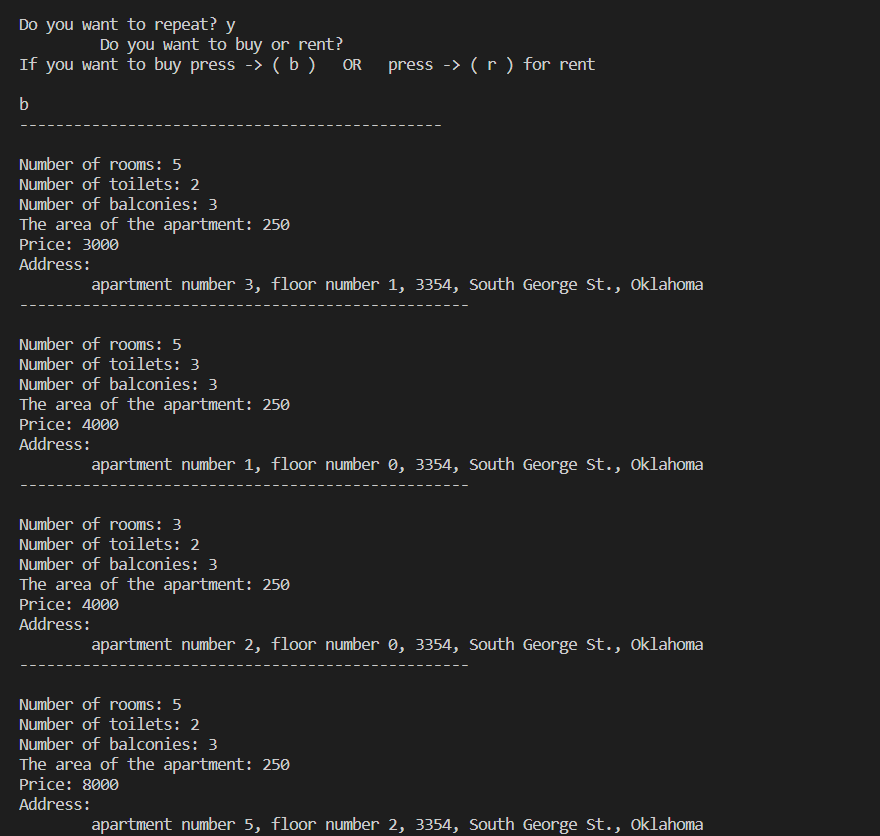 Do you want to repeat? y
Do you want to buy or rent?
If you want to buy press -> ( b )   OR   press -> ( r ) for rent
b
-----------------------------------------------
Number of rooms: 5
Number of toilets: 2
Number of balconies: 3
The area of the apartment: 250
Price: 3000
Address:
apartment number 3, floor number 1, 3354, South George St., Oklahoma
--------------------------------------------------
Number of rooms: 5
Number of toilets: 3
Number of balconies: 3
The area of the apartment: 250
Price: 4000
Address:
apartment number 1, floor number 0, 3354, South George St., Oklahoma
--------------------------------------------------
Number of rooms: 3
Number of toilets: 2
Number of balconies: 3
The area of the apartment: 250
Price: 4000
Address:
apartment number 2, floor number 0, 3354, South George St., Oklahoma
--------------------------------------------------
Number of rooms: 5
Number of toilets: 2
Number of balconies: 3
The area of the apartment: 250
Price: 8000
Address:
apartment number 5, floor number 2, 3354, South George St., Oklahoma